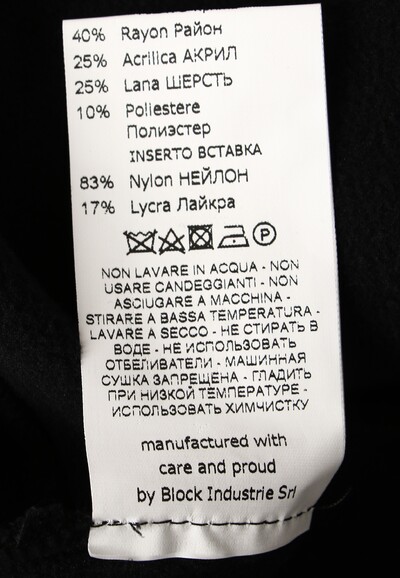 40% Rayon Район
25% Acrilica АКРИЛ
25% Lana ШЕРСТЬ
10% Poliestere
Полиэстер
INSERTO ВСТАВКА
83% Nylon НЕЙЛОН
17% Lycra Лайкра
P
NON LAVARE IN ACQUA - NON
USARE CANDEGGIANTI - NON
ASCIUGARE A MACCHINA -
STIRARE A BASSA TEMPERATURA -
LAVARE A SECCO - НЕ СТИРАТЬ В
ВОДЕ - НЕ ИСПОЛЬЗОВАТЬ
ОТБЕЛИВАТЕЛИ - МАШИННАЯ
СУШКА ЗАПРЕЩЕНА - ГЛАДИТЬ
ПРИ НИЗКОЙ ТЕМПЕРАТУРЕ -
ИСПОЛЬЗОВАТЬ ХИМЧИСТКУ
manufactured with
care and proud
by Block Industrie Srl